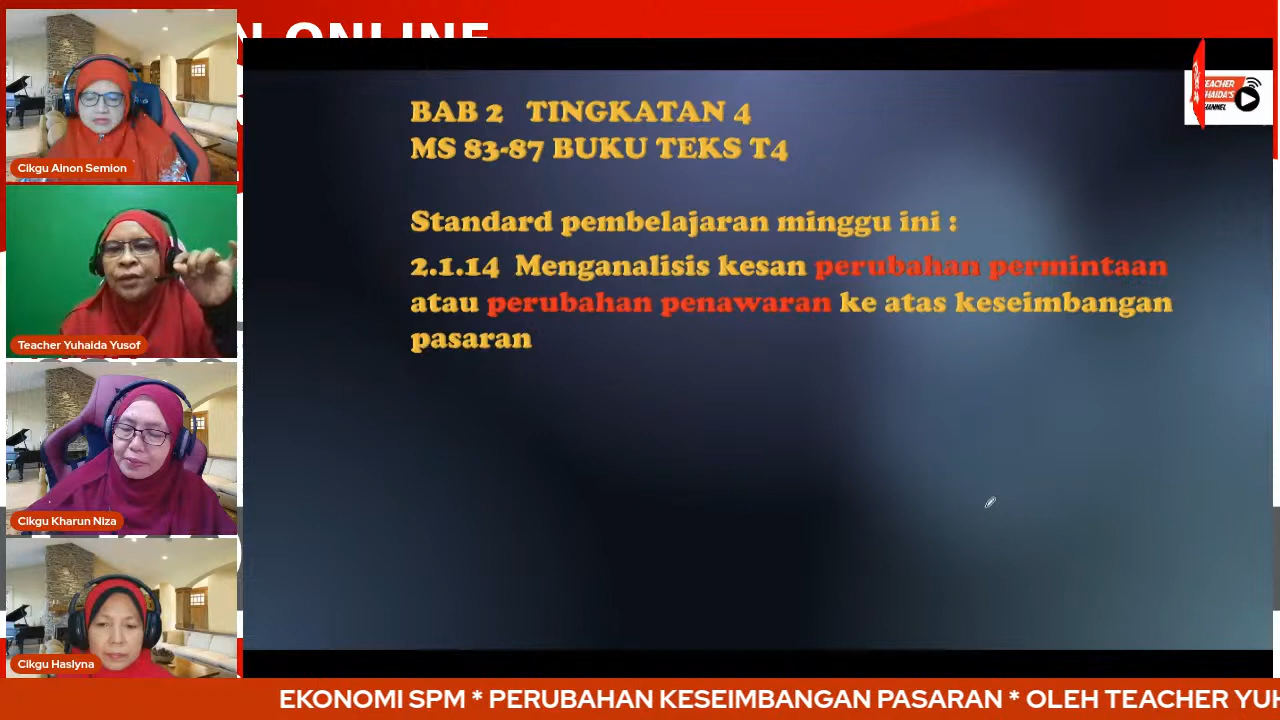 ONLINE
Cikgu Ainon Semion
Teacher Yuhaida Yusof
Cikgu Kharun Niza
Cikgu Haslyna
BAB 2 TINGKATAN 4
MS 83-87 BUKU TEKS T4
Standard pembelajaran minggu ini :
2.1.14 Menganalisis kesan perubahan permintaan
atau perubahan penawaran ke atas keseimbangan
pasaran
TEACHER
EKONOMI SPM * PERUBAHAN KESEIMBANGAN PASARAN * OLEH TEACHER YUH